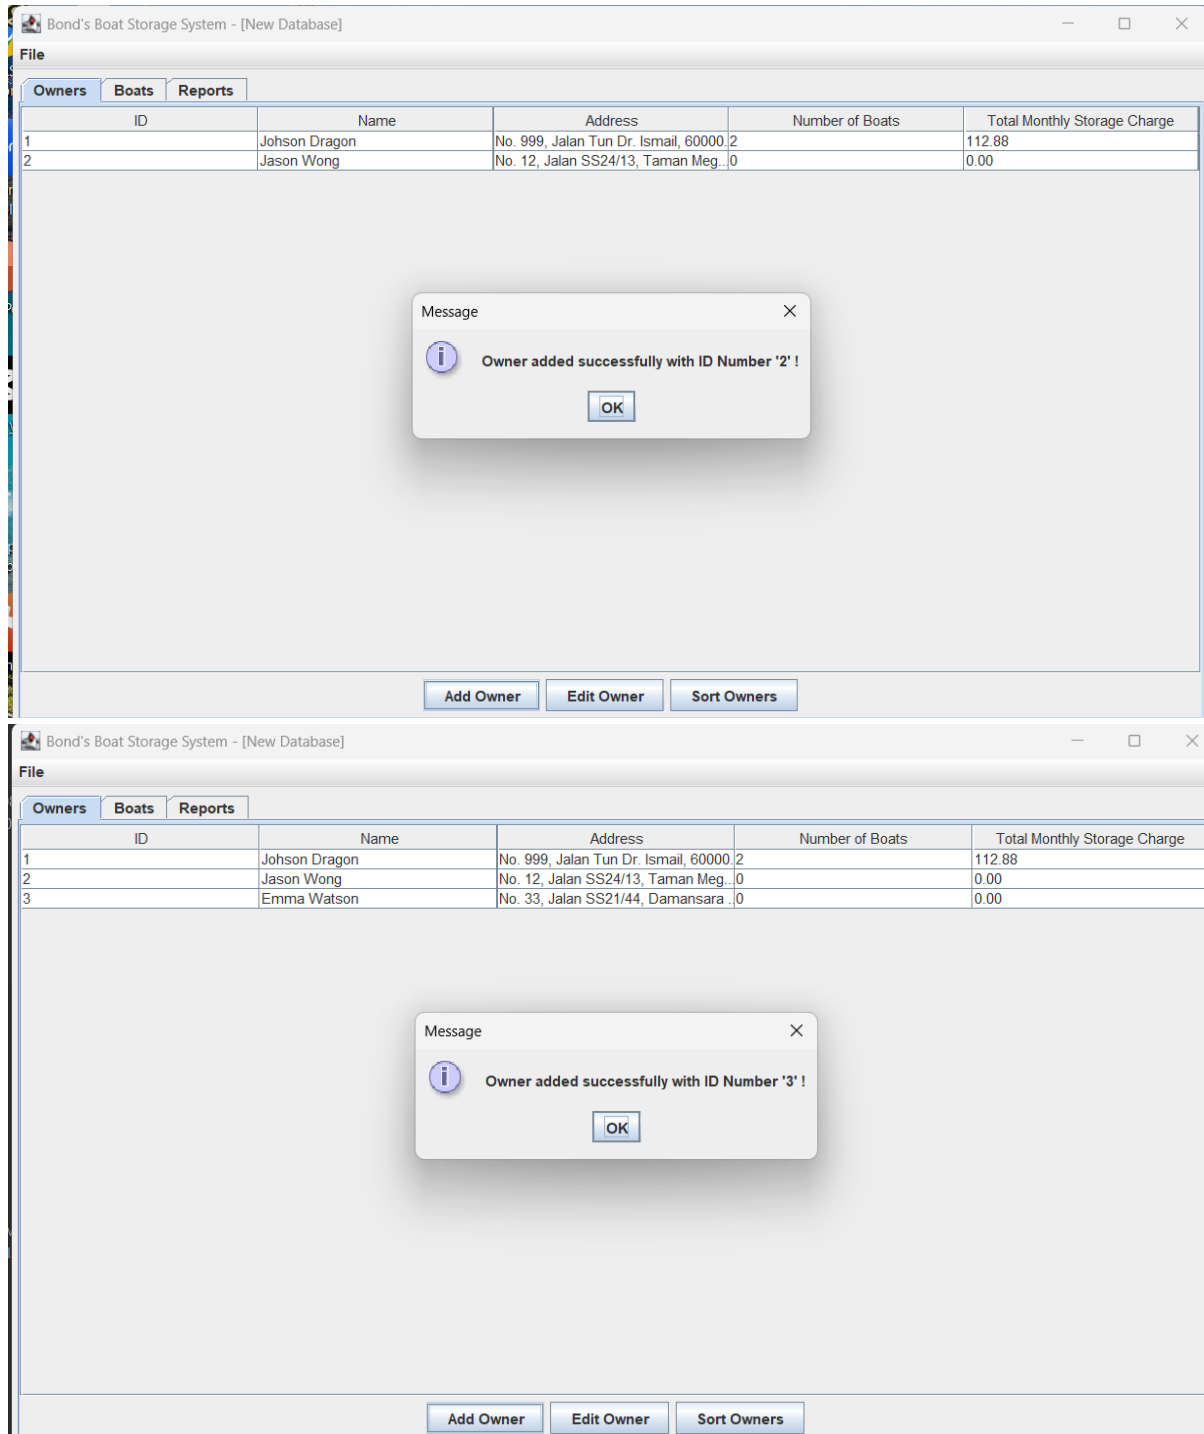 Bond's Boat Storage System - [New Database]
File
Owners Boats Reports
ID Name Address Number of Boats Total Monthly Storage Charge
1 Johson Dragon No. 999, Jalan Tun Dr. Ismail, 60000. 2 112.88
2 Jason Wong No. 12, Jalan SS24/13, Taman Meg... 0 0.00
Message
Owner added successfully with ID Number '2' !
OK
Add Owner Edit Owner Sort Owners
Bond's Boat Storage System - [New Database]
File
Owners Boats Reports
ID Name Address Number of Boats Total Monthly Storage Charge
1 Johson Dragon No. 999, Jalan Tun Dr. Ismail, 60000. 2 112.88
2 Jason Wong No. 12, Jalan SS24/13, Taman Meg... 0 0.00
3 Emma Watson No. 33, Jalan SS21/44, Damansara .. 0 0.00
Message
Owner added successfully with ID Number '3' !
OK
Add Owner Edit Owner Sort Owners